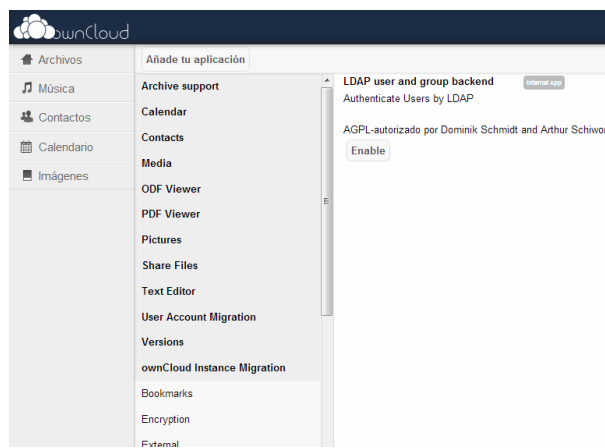 ownCloud
Archivos
Música
Contactos
Calendario
Imágenes
Añade tu aplicación
Archive support
Calendar
Contacts
Media
ODF Viewer
PDF Viewer
Pictures
Share Files
Text Editor
User Account Migration
Versions
ownCloud Instance Migration
Bookmarks
Encryption
External
LDAP user and group backend Internal App
Authenticate Users by LDAP
AGPL-autorizado por Dominik Schmidt and Arthur Schiwo
Enable